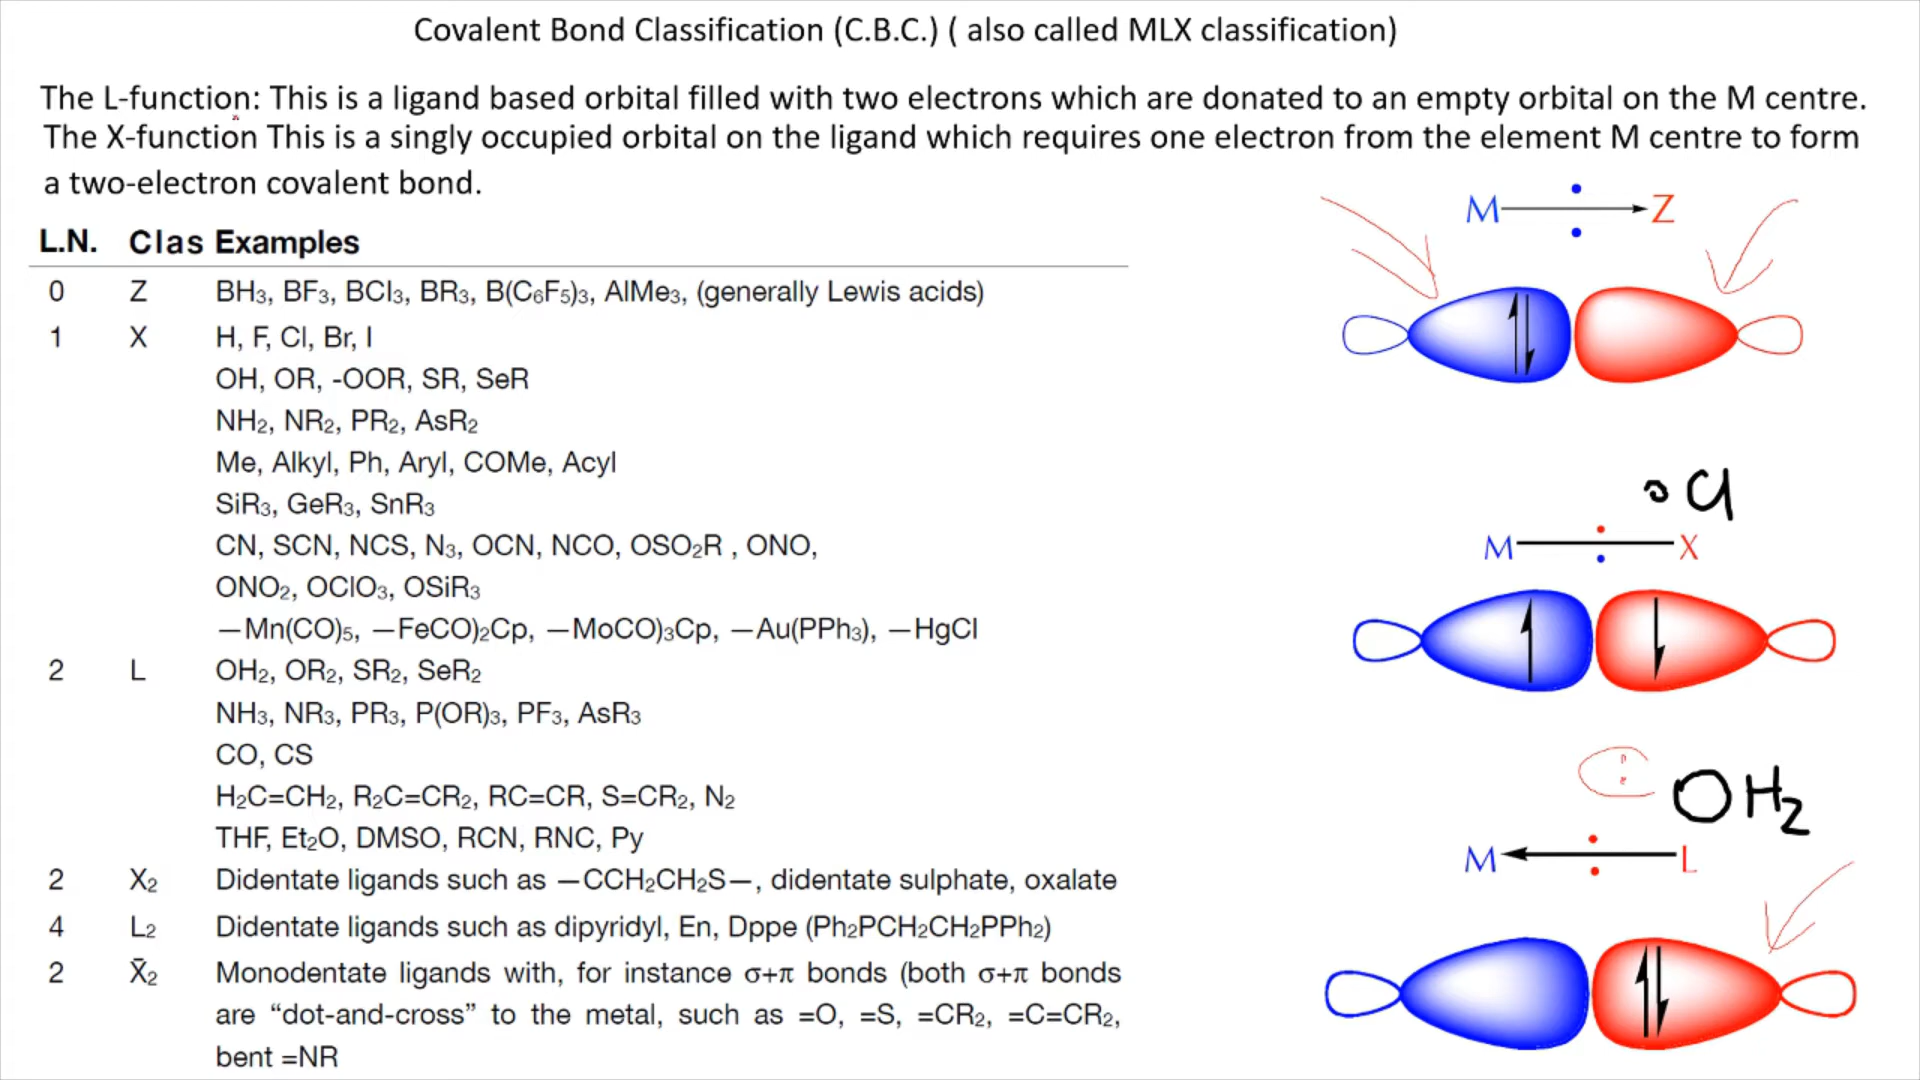 Covalent Bond Classification (C.B.C.) ( also called MLX classification)
The L-function: This is a ligand based orbital filled with two electrons which are donated to an empty orbital on the M centre.
The X-function This is a singly occupied orbital on the ligand which requires one electron from the element M centre to form
a two-electron covalent bond.
L.N. Clas Examples
0 Z BH₃, BF₃, BCl₃, BR₃, B(C₆F₅)₃, AlMe₃, (generally Lewis acids)
1 X H, F, Cl, Br, I
OH, OR, -OOR, SR, SeR
NH₂, NR₂, PR₂, AsR₂
Me, Alkyl, Ph, Aryl, COMe, Acyl
SiR₃, GeR₃, SnR₃
CN, SCN, NCS, N₃, OCN, NCO, OSO₂R , ONO,
ONO₂, OClO₃, OSiR₃
—Mn(CO)₅, —FeCO)₂Cp, —MoCO)₃Cp, —Au(PPh₃), —HgCl
2 L OH₂, OR₂, SR₂, SeR₂
NH₃, NR₃, PR₃, P(OR)₃, PF₃, AsR₃
CO, CS
H₂C=CH₂, R₂C=CR₂, RC=CR, S=CR₂, N₂
THF, Et₂O, DMSO, RCN, RNC, Py
2 X₂ Didentate ligands such as —CCH₂CH₂S—, didentate sulphate, oxalate
4 L₂ Didentate ligands such as dipyridyl, En, Dppe (Ph₂PCH₂CH₂PPh₂)
2 X̄₂ Monodentate ligands with, for instance σ+π bonds (both σ+π bonds
are “dot-and-cross” to the metal, such as =O, =S, =CR₂, =C=CR₂,
bent =NR
M Z
Cl
M X
OH₂
M L